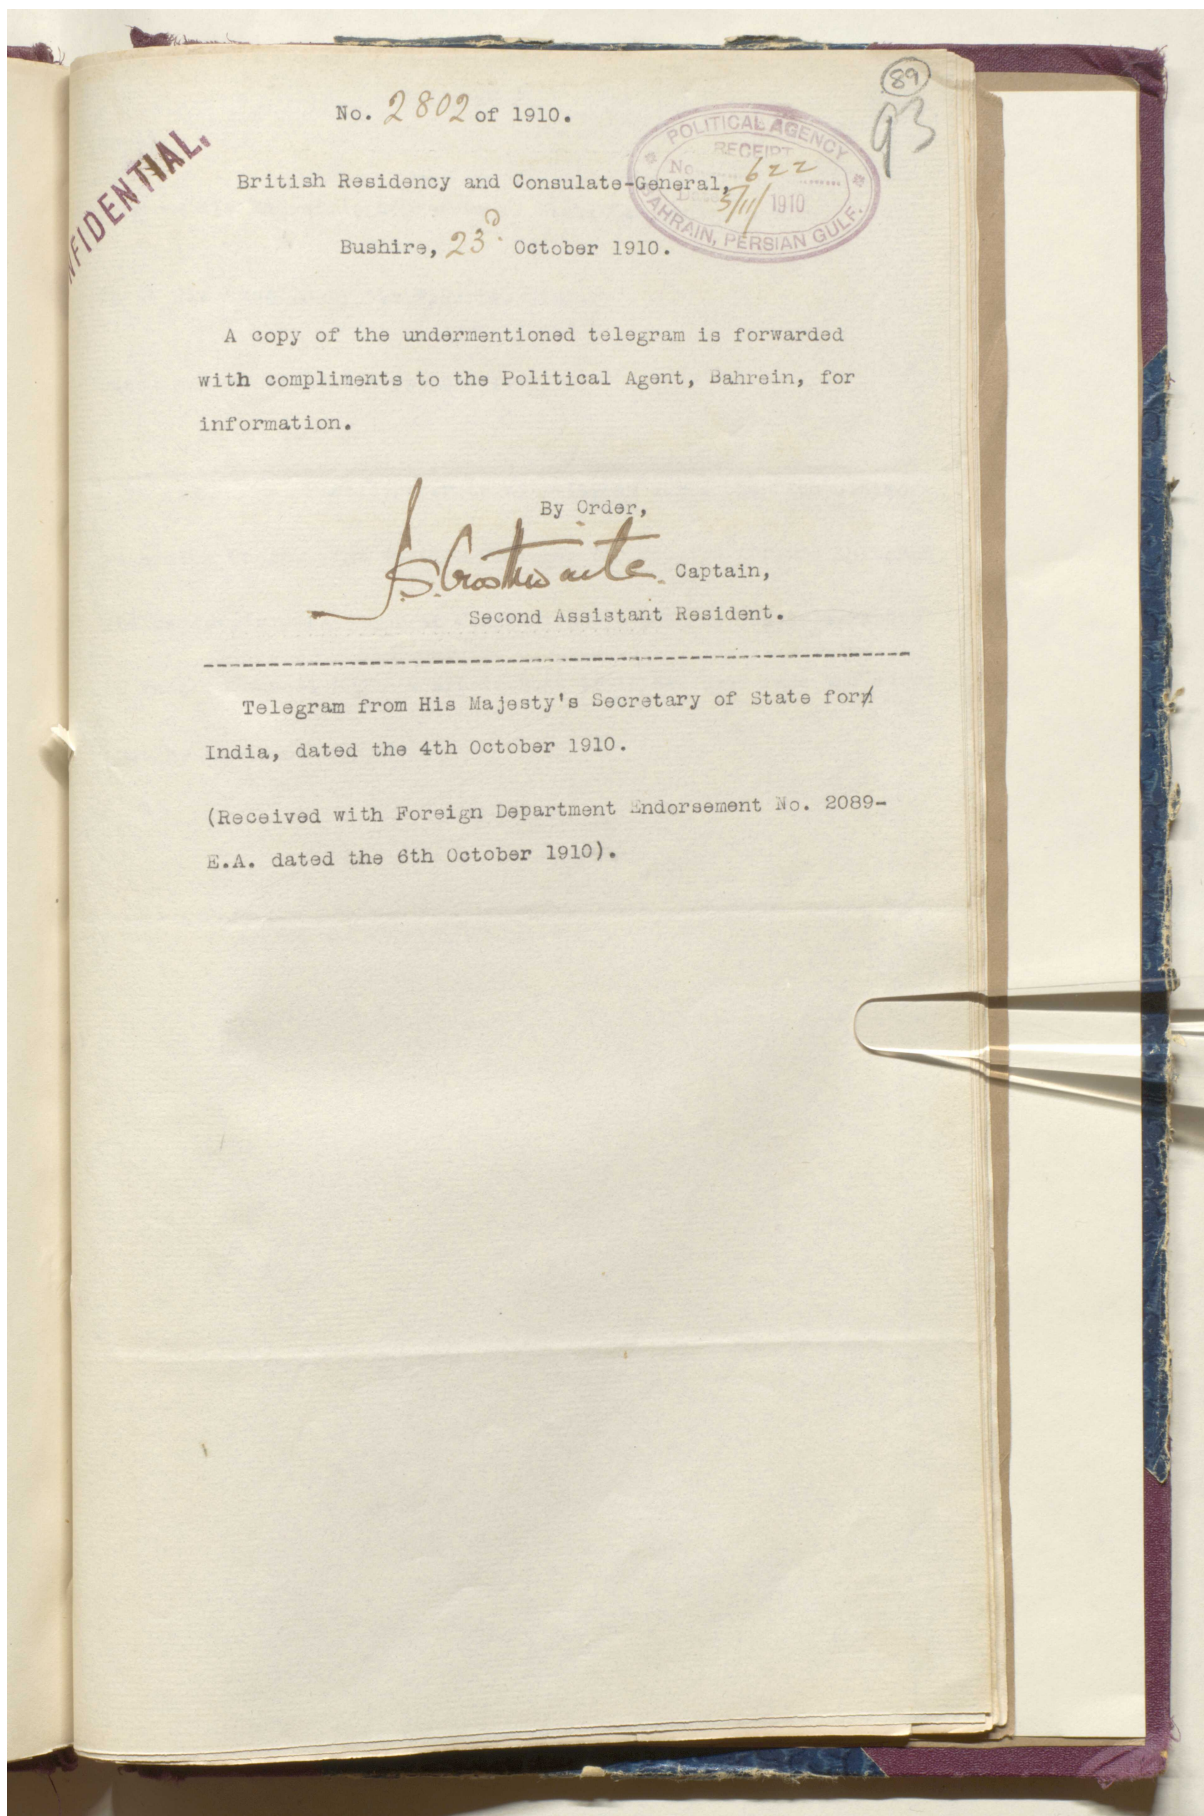 89
93
No. 2802 of 1910.
NFIDENTIAL.
POLITICAL AGENCY
RECEIPT
No. 622
Date 5/11/1910
BAHRAIN, PERSIAN GULF.
British Residency and Consulate-General,
Bushire, 23d. October 1910.
A copy of the undermentioned telegram is forwarded
with compliments to the Political Agent, Bahrein, for
information.
By Order,
Captain,
Second Assistant Resident.
Telegram from His Majesty's Secretary of State for
India, dated the 4th October 1910.
(Received with Foreign Department Endorsement No. 2089-
E.A. dated the 6th October 1910).